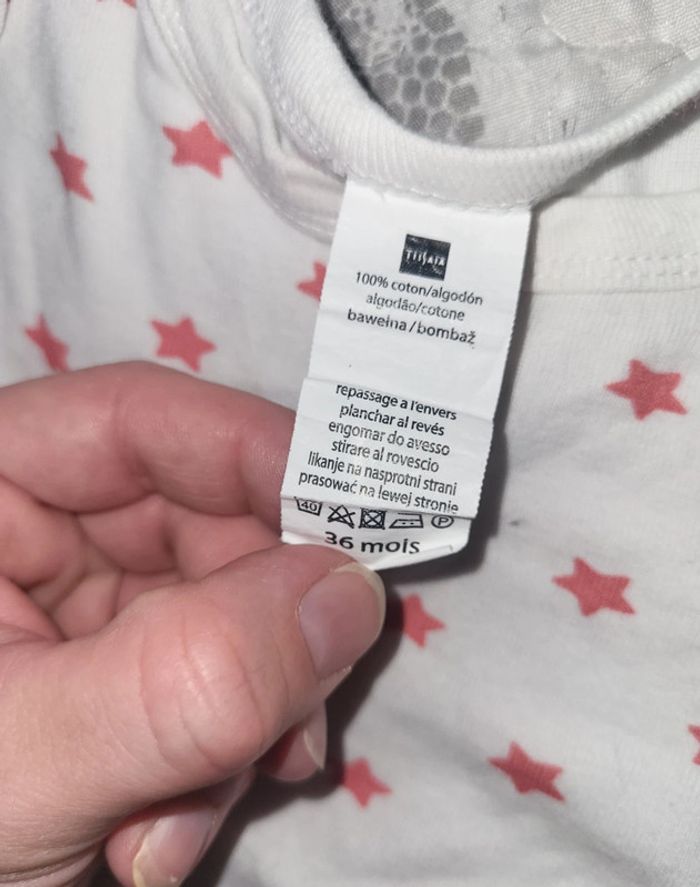 TISSAIA
100% coton/algodón
algodão/cotone
bawełna/bombaž
repassage a l'envers
planchar al revés
engomar do avesso
stirare al rovescio
likanje na nasprotni strani
prasować na lewej stronie
40 P
36 mois